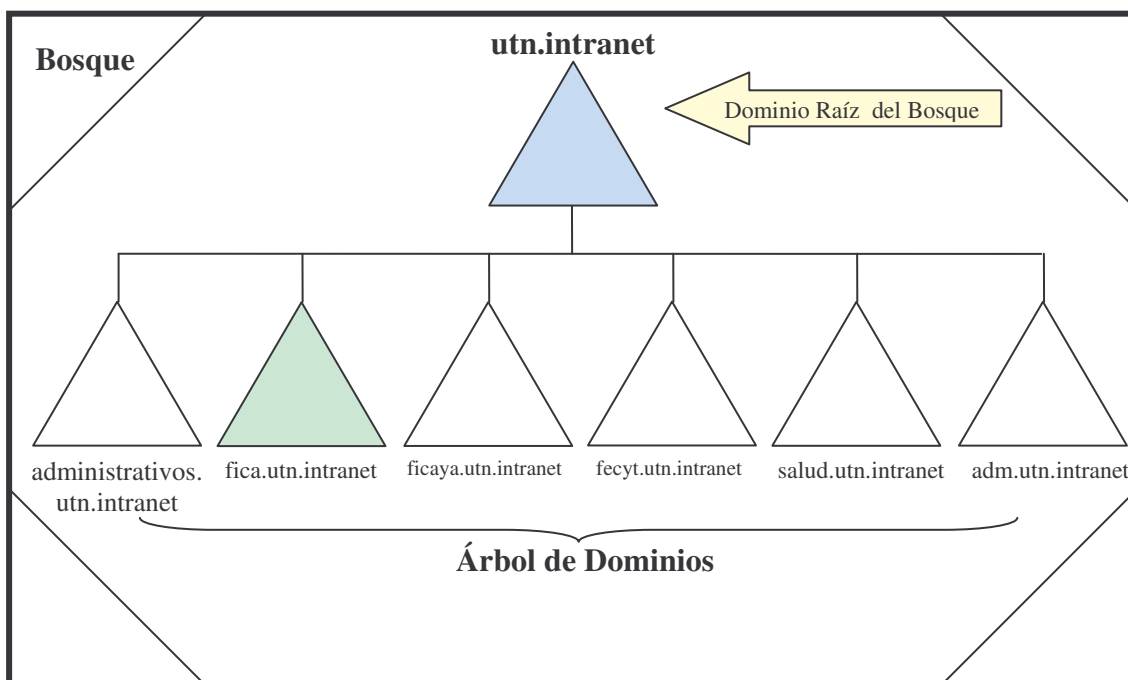 utn.intranet
Bosque
Dominio Raíz del Bosque
administrativos.
utn.intranet
fica.utn.intranet
ficaya.utn.intranet
fecyt.utn.intranet
salud.utn.intranet
adm.utn.intranet
Árbol de Dominios